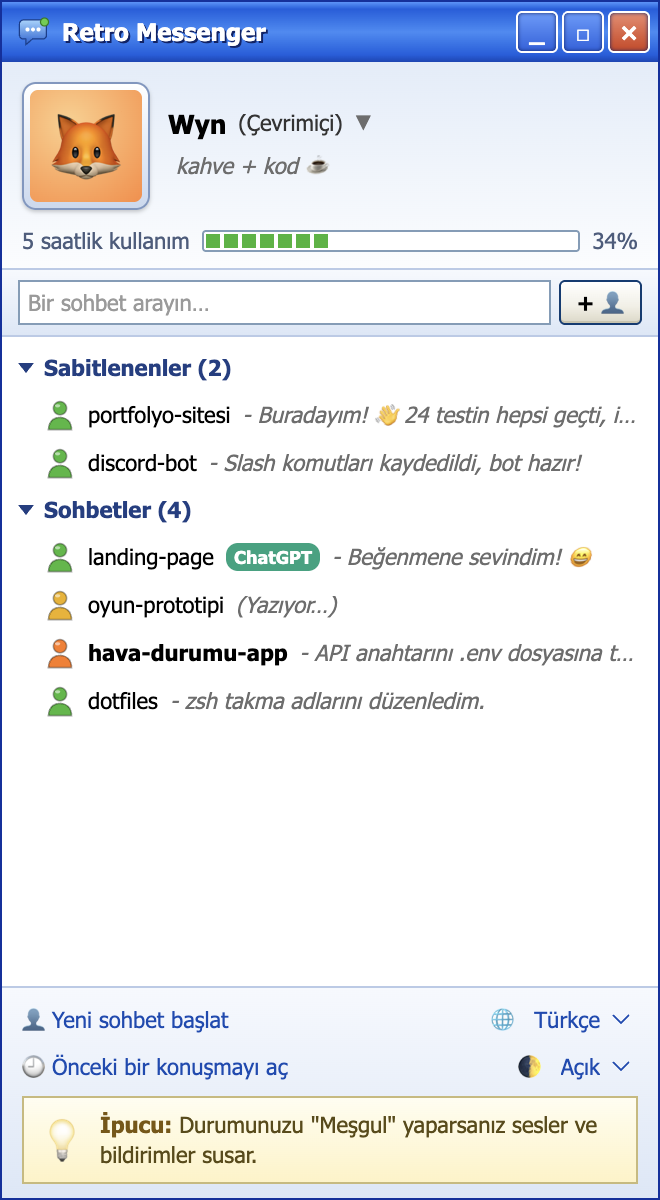 Retro Messenger
Wyn (Çevrimiçi) ▼
kahve + kod ☕
5 saatlik kullanım 34%
Bir sohbet arayın...
+ 👤
Sabitlenenler (2)
portfolyo-sitesi - Buradayım! 👋 24 testin hepsi geçti, i...
discord-bot - Slash komutları kaydedildi, bot hazır!
Sohbetler (4)
landing-page ChatGPT - Beğenmene sevindim! 😄
oyun-prototipi (Yazıyor...)
hava-durumu-app - API anahtarını .env dosyasına t...
dotfiles - zsh takma adlarını düzenledim.
👤 Yeni sohbet başlat 🌐 Türkçe
🕘 Önceki bir konuşmayı aç 🌓 Açık
💡 İpucu: Durumunuzu "Meşgul" yaparsanız sesler ve
bildirimler susar.